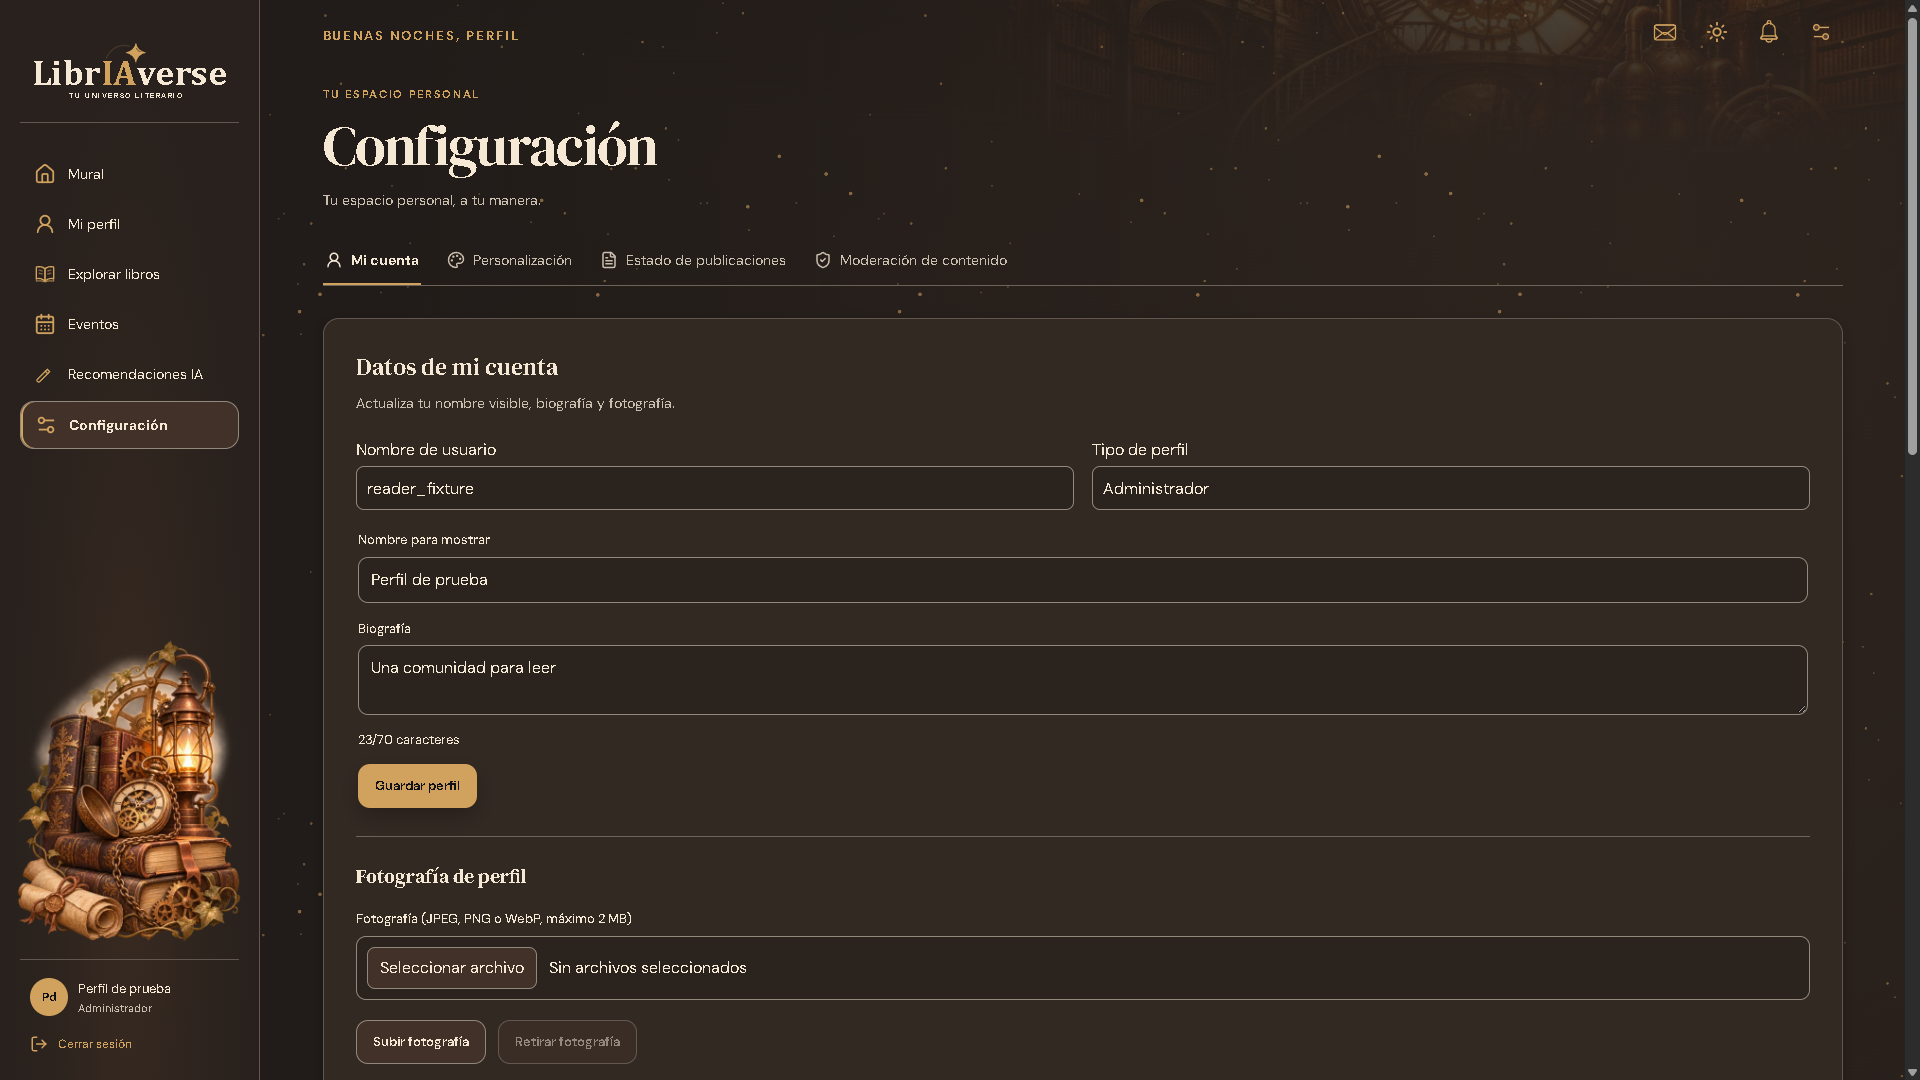 LibrIAverse
TU UNIVERSO LITERARIO
Mural
Mi perfil
Explorar libros
Eventos
Recomendaciones IA
Configuración
Pd
Perfil de prueba
Administrador
Cerrar sesión
BUENAS NOCHES, PERFIL
TU ESPACIO PERSONAL
Configuración
Tu espacio personal, a tu manera.
Mi cuenta
Personalización
Estado de publicaciones
Moderación de contenido
Datos de mi cuenta
Actualiza tu nombre visible, biografía y fotografía.
Nombre de usuario
reader_fixture
Tipo de perfil
Administrador
Nombre para mostrar
Perfil de prueba
Biografía
Una comunidad para leer
23/70 caracteres
Guardar perfil
Fotografía de perfil
Fotografía (JPEG, PNG o WebP, máximo 2 MB)
Seleccionar archivo
Sin archivos seleccionados
Subir fotografía
Retirar fotografía